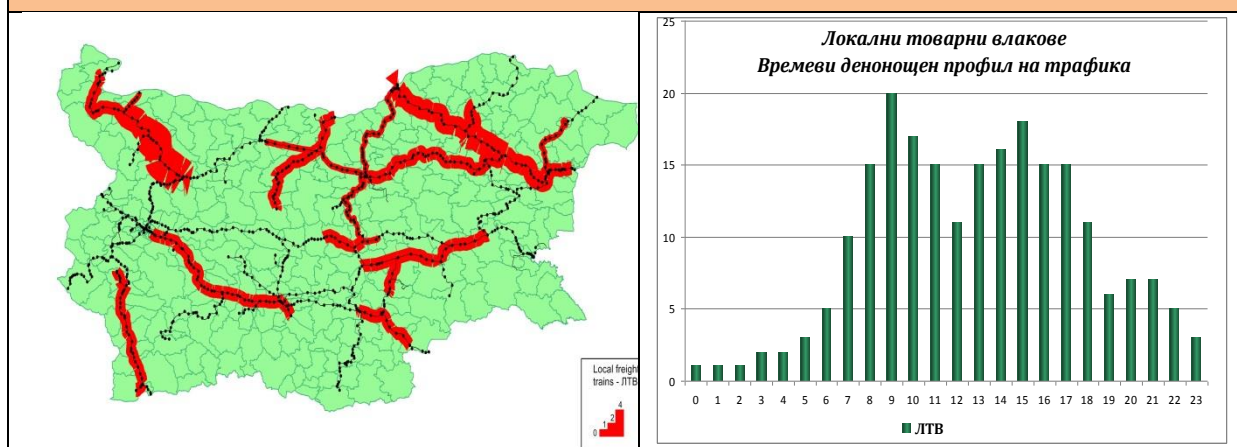 Local freight
trains - ЛТВ
4
2
1
0
Локални товарни влакове
Времеви денонощен профил на трафика
25
20
15
10
5
0
0 1 2 3 4 5 6 7 8 9 10 11 12 13 14 15 16 17 18 19 20 21 22 23
ЛТВ